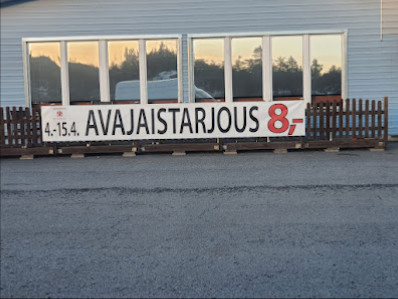 4.-15.4. AVAJAISTARJOUS 8,-